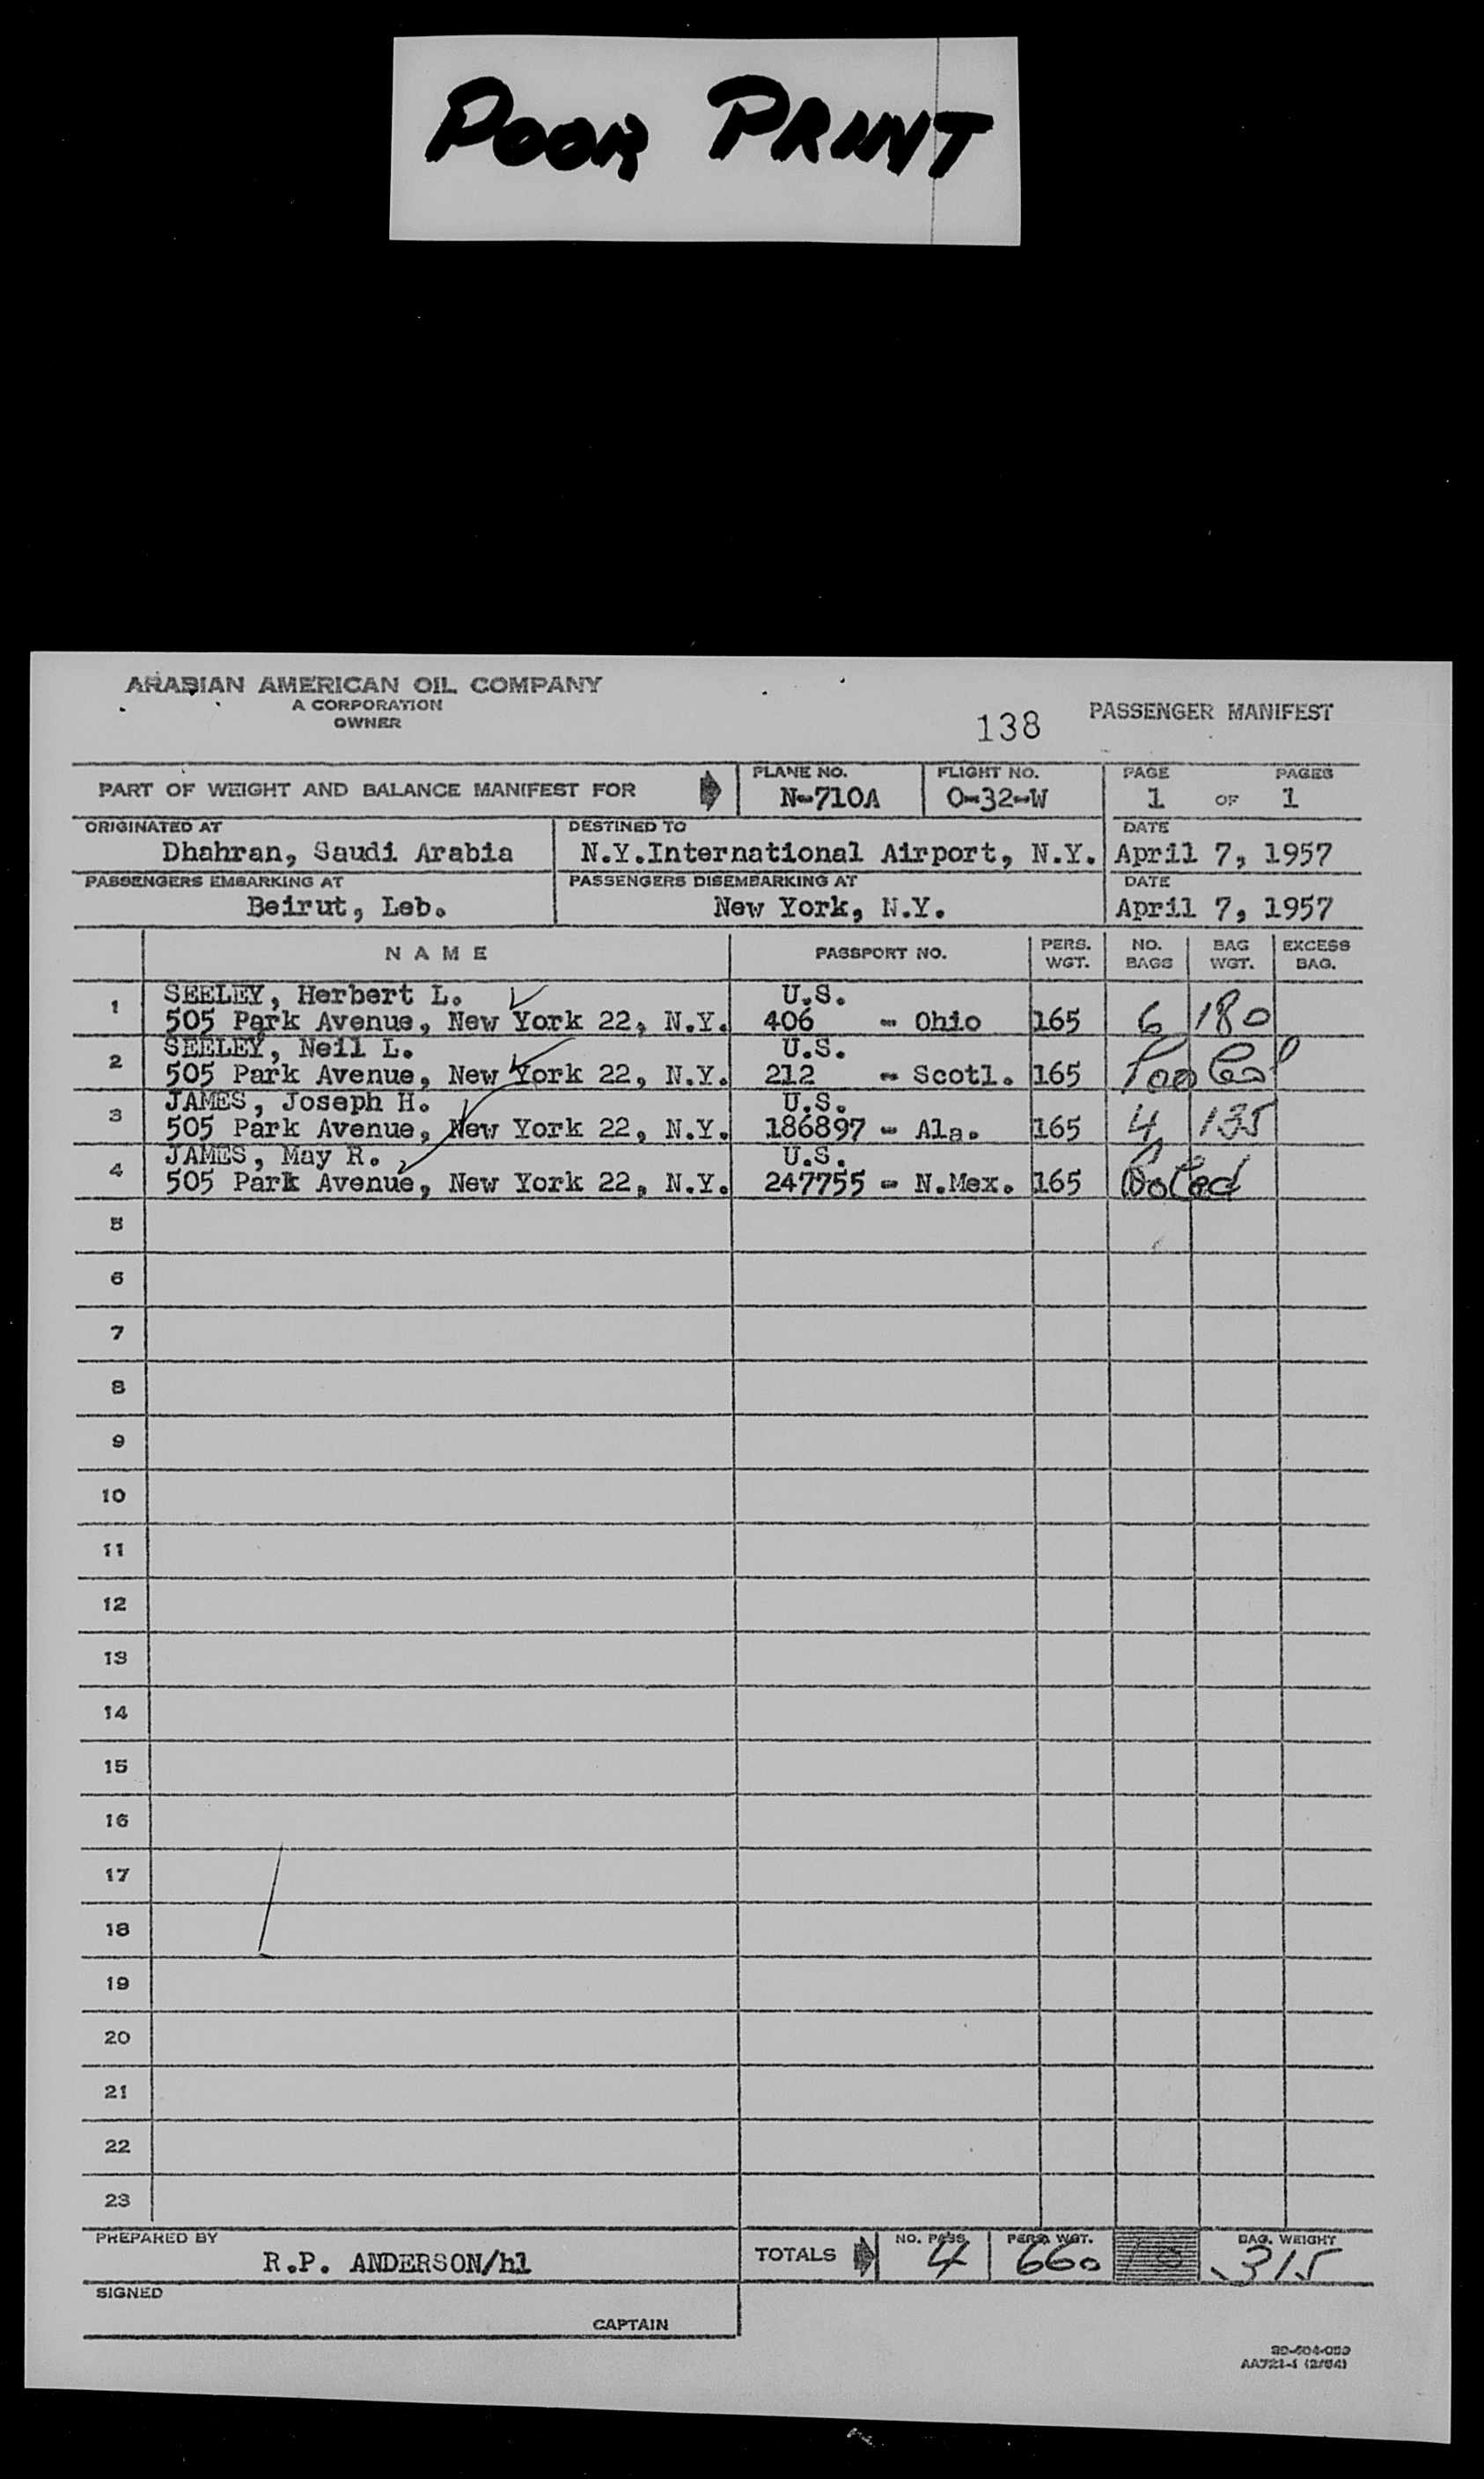 POOR PRINT
ARABIAN AMERICAN OIL COMPANY
A CORPORATION
OWNER
138
PASSENGER MANIFEST
PART OF WEIGHT AND BALANCE MANIFEST FOR
PLANE NO.
N-710A
FLIGHT NO.
O-32-W
PAGE PAGES
1 OF 1
ORIGINATED AT
Dhahran, Saudi Arabia
DESTINED TO
N.Y.International Airport, N.Y.
DATE
April 7, 1957
PASSENGERS EMBARKING AT
Beirut, Leb.
PASSENGERS DISEMBARKING AT
New York, N.Y.
DATE
April 7, 1957
NAME PASSPORT NO. PERS. WGT. NO. BAGS BAG WGT. EXCESS BAG.
1 SEELEY, Herbert L. U.S.
505 Park Avenue, New York 22, N.Y. 406 - Ohio 165 6 180
2 SEELEY, Neil L. U.S.
505 Park Avenue, New York 22, N.Y. 212 - Scotl. 165
3 JAMES, Joseph H. U.S.
505 Park Avenue, New York 22, N.Y. 186897 - Ala. 165 4 135
4 JAMES, May R. U.S.
505 Park Avenue, New York 22, N.Y. 247755 - N.Mex. 165
5
6
7
8
9
10
11
12
13
14
15
16
17
18
19
20
21
22
23
PREPARED BY
R.P. ANDERSON/hl
TOTALS
NO. PASS.
4
PERS. WGT.
660
10
BAG. WEIGHT
315
SIGNED
CAPTAIN
AA721-1 (2/54)